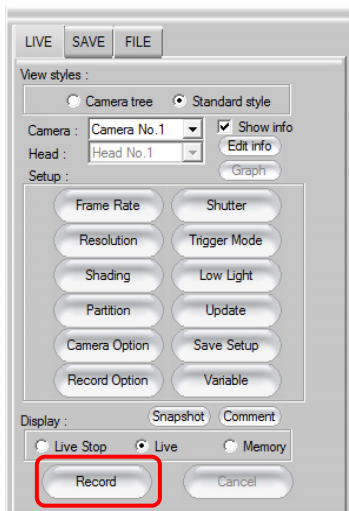 LIVE SAVE FILE
View styles :
Camera tree Standard style
Camera : Camera No.1 Show info
Head : Head No.1 Edit info
Setup : Graph
Frame Rate Shutter
Resolution Trigger Mode
Shading Low Light
Partition Update
Camera Option Save Setup
Record Option Variable
Display : Snapshot Comment
Live Stop Live Memory
Record Cancel